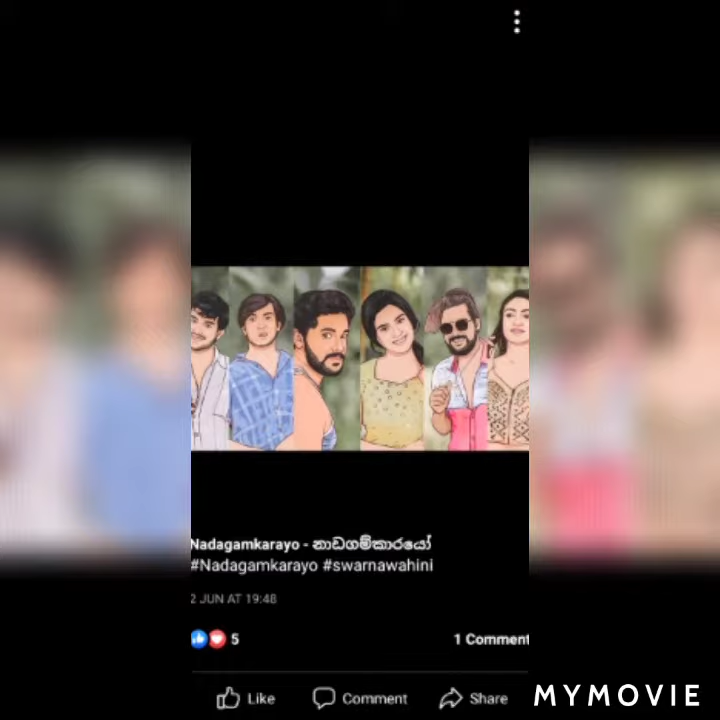 Nadagamkarayo - නාඩගම්කාරයෝ
#Nadagamkarayo #swarnawahini
2 JUN AT 19:48
5
1 Comment
Like
Comment
Share
MYMOVIE